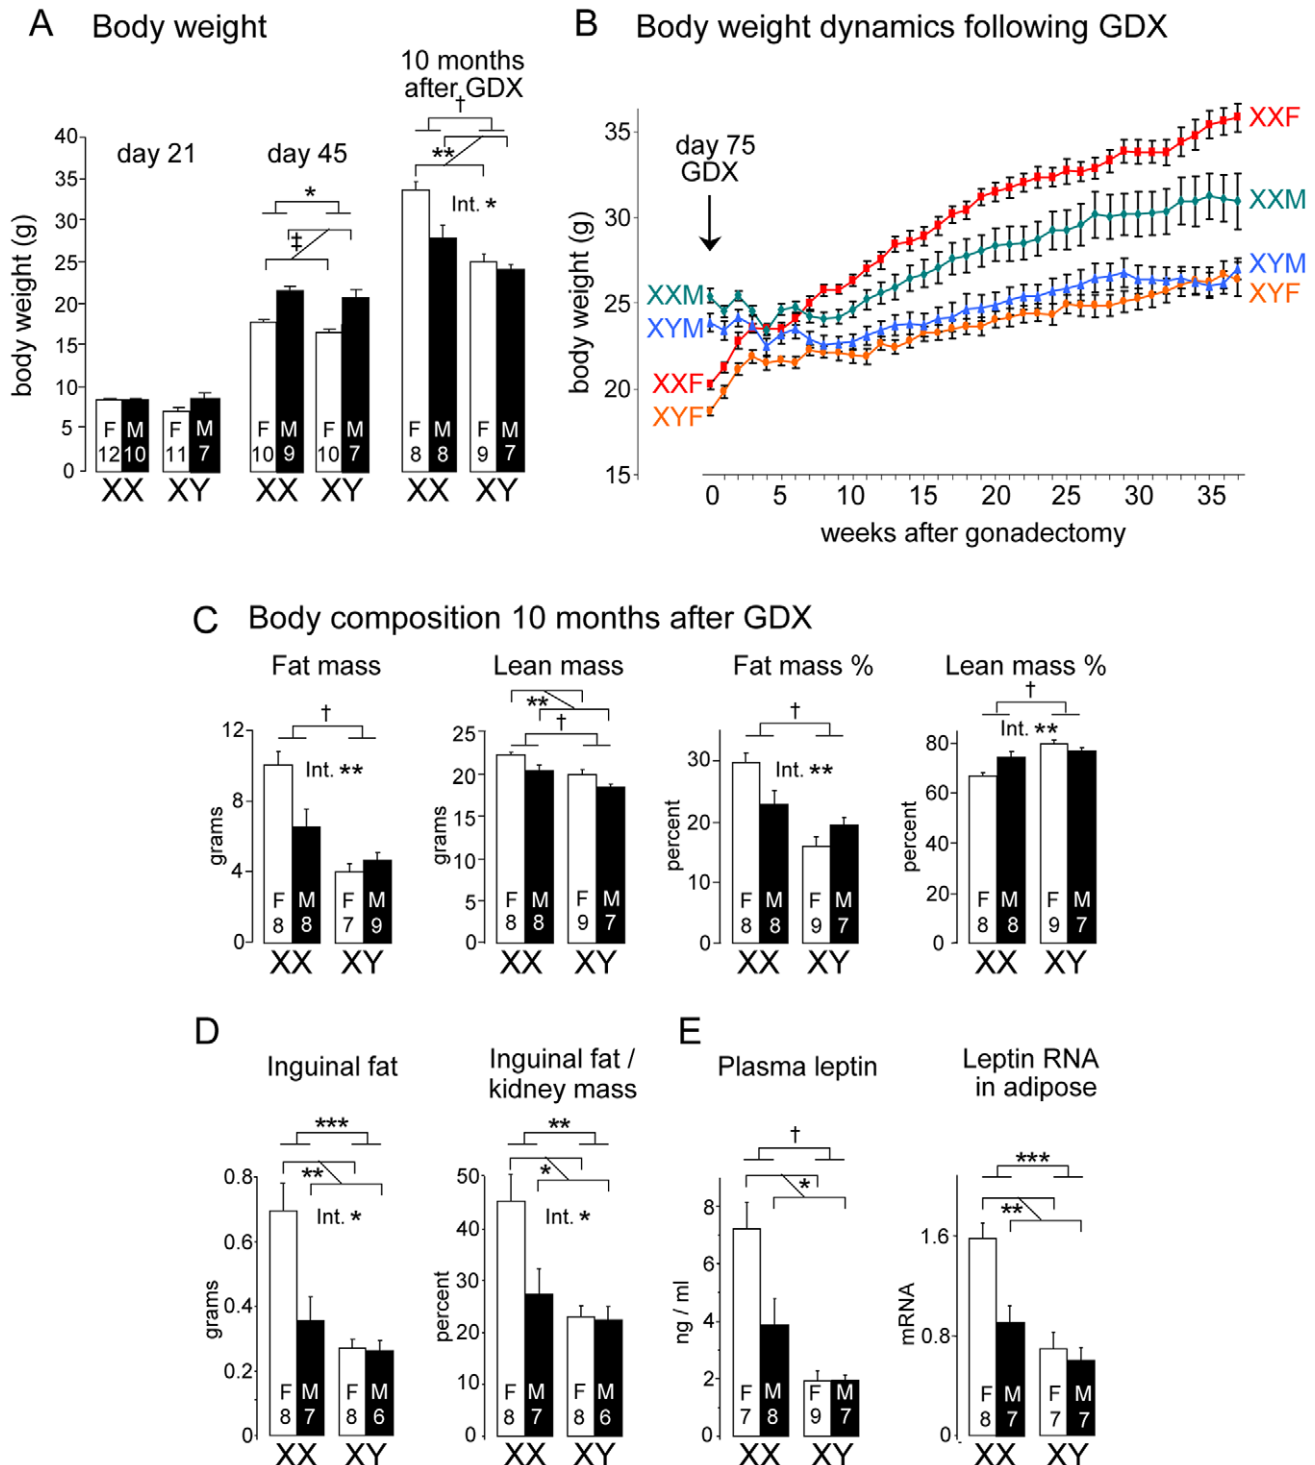 A Body weight
10 months
after GDX
†
day 21
day 45
*
‡
**
Int. *
body weight (g)
40
35
30
25
20
15
10
5
0
F M F M F M F M F M F M
12 10 11 7 10 9 10 7 8 8 9 7
XX XY XX XY XX XY
B Body weight dynamics following GDX
day 75
GDX
body weight (g)
35
30
25
20
15
XXM
XYM
XXF
XYF
XXF
XXM
XYM
XYF
0 5 10 15 20 25 30 35
weeks after gonadectomy
C Body composition 10 months after GDX
Fat mass
†
Int. **
grams
12
8
4
0
F M F M
8 8 7 9
XX XY
Lean mass
**
†
grams
25
20
15
10
5
0
F M F M
8 8 9 7
XX XY
Fat mass %
†
Int. **
percent
30
20
10
0
F M F M
8 8 9 7
XX XY
Lean mass %
†
Int. **
percent
80
60
40
20
0
F M F M
8 8 9 7
XX XY
D
Inguinal fat
***
**
Int. *
grams
0.8
0.6
0.4
0.2
0
F M F M
8 7 8 6
XX XY
Inguinal fat /
kidney mass
**
*
Int. *
percent
50
40
30
20
10
0
F M F M
8 7 8 6
XX XY
E
Plasma leptin
†
*
ng / ml
8
6
4
2
0
F M F M
7 8 9 7
XX XY
Leptin RNA
in adipose
***
**
mRNA
1.6
0.8
0
F M F M
8 7 7 7
XX XY